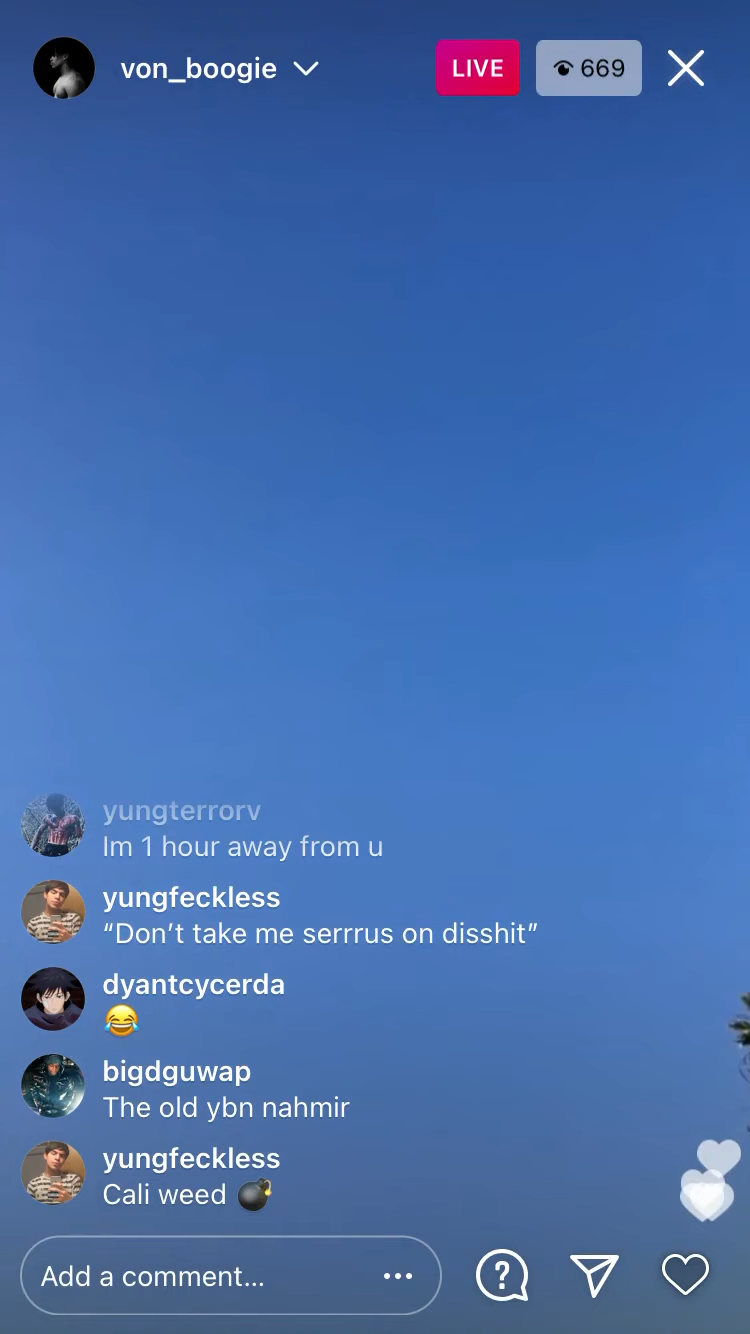 von_boogie
LIVE
669
yungterrorv
Im 1 hour away from u
yungfeckless
“Don’t take me serrrus on disshit”
dyantcycerda
😂
bigdguwap
The old ybn nahmir
yungfeckless
Cali weed 💣
Add a comment...